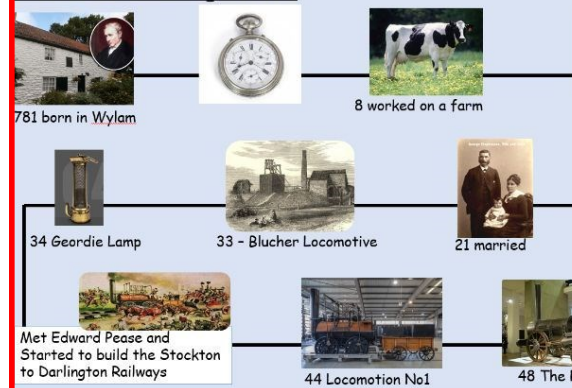 781 born in Wylam
8 worked on a farm
34 Geordie Lamp
33 - Blucher Locomotive
21 married
Met Edward Pease and
Started to build the Stockton
to Darlington Railways
44 Locomotion No1
48 The